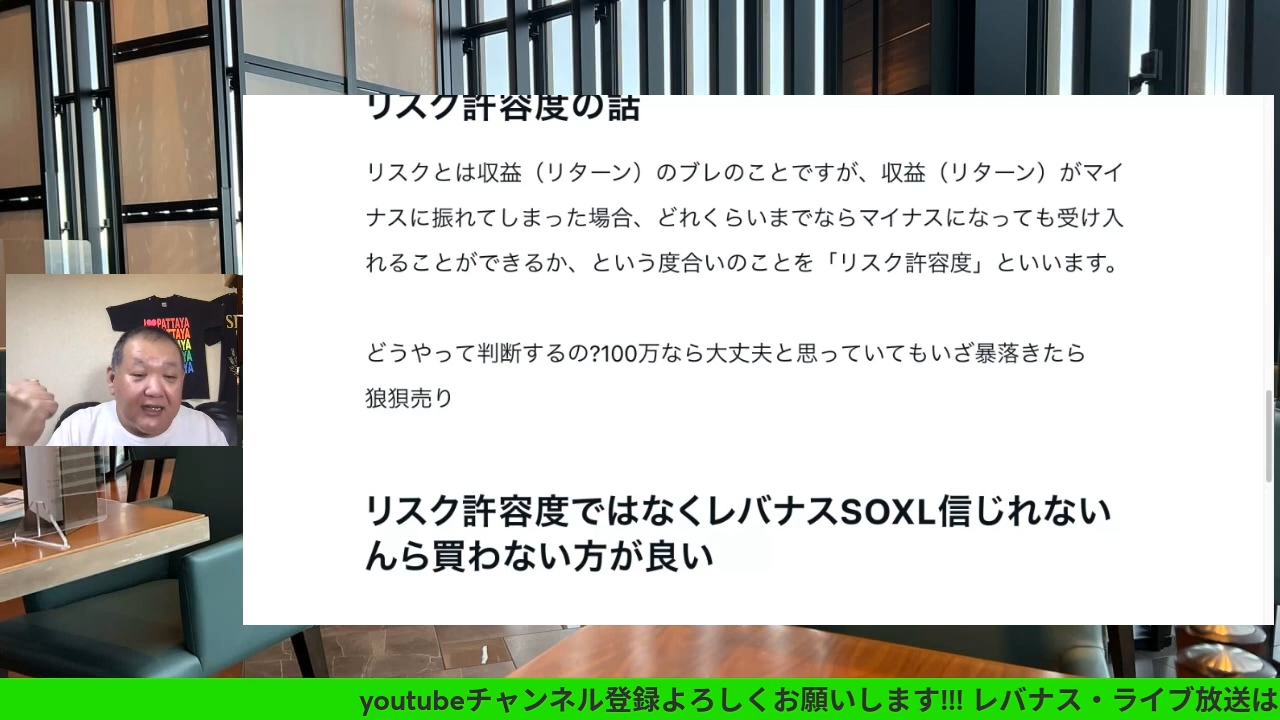 リスク許容度の話
リスクとは収益（リターン）のブレのことですが、収益（リターン）がマイ
ナスに振れてしまった場合、どれくらいまでならマイナスになっても受け入
れることができるか、という度合いのことを「リスク許容度」といいます。
どうやって判断するの?100万なら大丈夫と思っていてもいざ暴落きたら
狼狽売り
リスク許容度ではなくレバナスSOXL信じれない
んら買わない方が良い
PATTAYA
youtubeチャンネル登録よろしくお願いします!!! レバナス・ライブ放送は